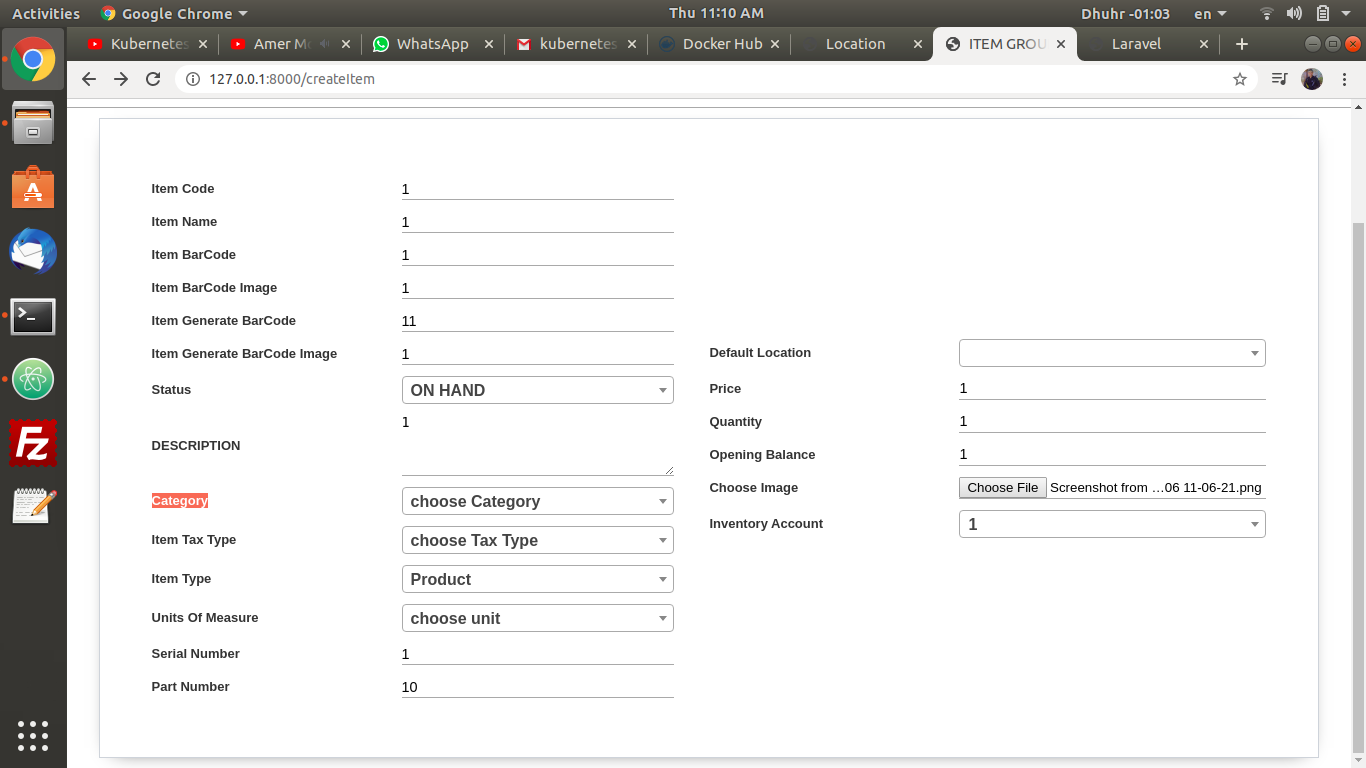 Activities Google Chrome Thu 11:10 AM Dhuhr -01:03 en
Kubernetes Amer Mo WhatsApp kubernetes Docker Hub Location ITEM GROU Laravel
127.0.0.1:8000/createItem
Item Code 1
Item Name 1
Item BarCode 1
Item BarCode Image 1
Item Generate BarCode 11
Item Generate BarCode Image 1 Default Location
Status ON HAND Price 1
DESCRIPTION 1 Quantity 1
Opening Balance 1
Category choose Category Choose Image Choose File Screenshot from …06 11-06-21.png
Item Tax Type choose Tax Type Inventory Account 1
Item Type Product
Units Of Measure choose unit
Serial Number 1
Part Number 10